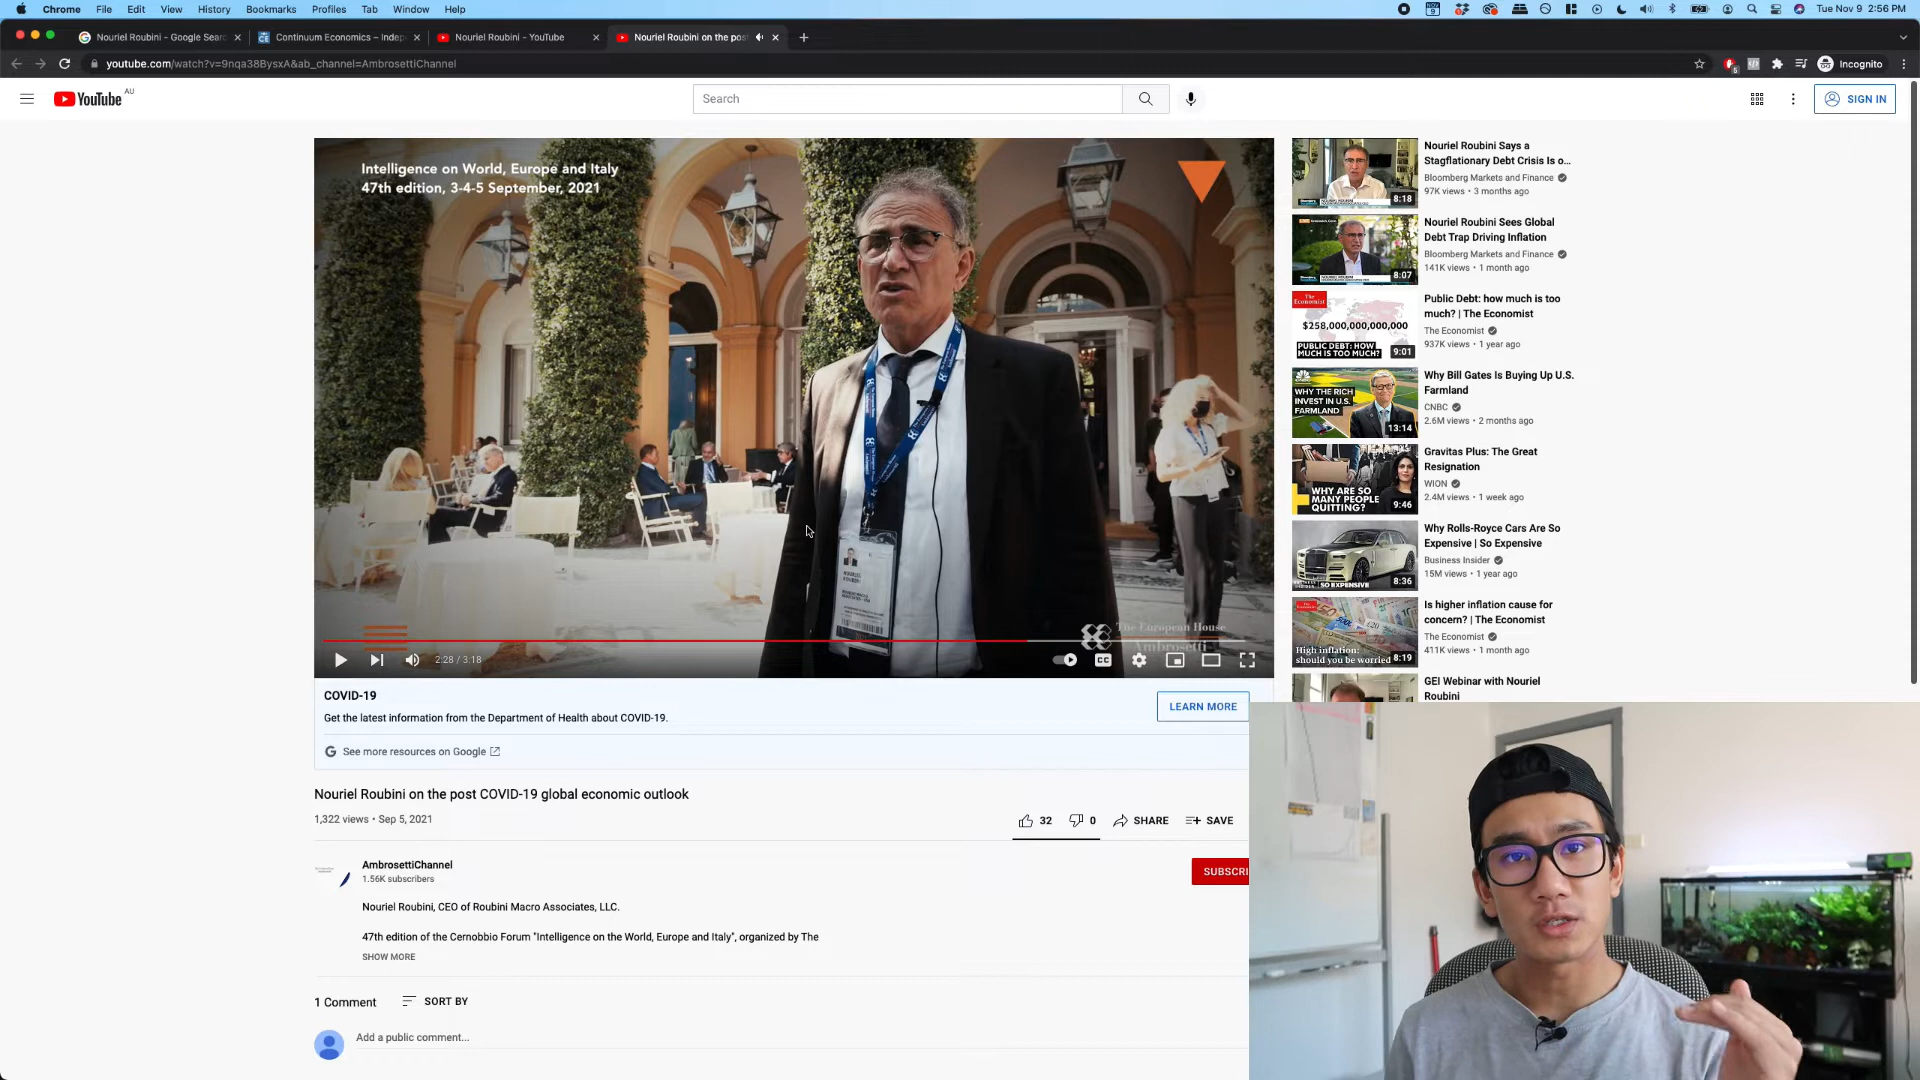 Chrome File Edit View History Bookmarks Profiles Tab Window Help
Tue Nov 9 2:56 PM
Nouriel Roubini - Google Sear
Continuum Economics – Indep
Nouriel Roubini - YouTube
Nouriel Roubini on the pos
youtube.com/watch?v=9nqa38BysxA&ab_channel=AmbrosettiChannel
Incognito
YouTube AU
Search
SIGN IN
Intelligence on World, Europe and Italy
47th edition, 3-4-5 September, 2021
The European House
Ambrosetti
2:28 / 3:18
CC
COVID-19
Get the latest information from the Department of Health about COVID-19.
LEARN MORE
See more resources on Google
Nouriel Roubini on the post COVID-19 global economic outlook
1,322 views • Sep 5, 2021
32
0
SHARE
SAVE
AmbrosettiChannel
1.56K subscribers
SUBSCRI
Nouriel Roubini, CEO of Roubini Macro Associates, LLC.
47th edition of the Cernobbio Forum "Intelligence on the World, Europe and Italy", organized by The
SHOW MORE
1 Comment
SORT BY
Add a public comment...
8:18
Nouriel Roubini Says a
Stagflationary Debt Crisis Is o...
Bloomberg Markets and Finance
97K views • 3 months ago
8:07
Nouriel Roubini Sees Global
Debt Trap Driving Inflation
Bloomberg Markets and Finance
141K views • 1 month ago
The Economist
$258,000,000,000,000
PUBLIC DEBT: HOW
MUCH IS TOO MUCH?
9:01
Public Debt: how much is too
much? | The Economist
The Economist
937K views • 1 year ago
WHY THE RICH
INVEST IN U.S.
FARMLAND
13:14
Why Bill Gates Is Buying Up U.S.
Farmland
CNBC
2.6M views • 2 months ago
WHY ARE SO
MANY PEOPLE
QUITTING?
9:46
Gravitas Plus: The Great
Resignation
WION
2.4M views • 1 week ago
SO EXPENSIVE
8:36
Why Rolls-Royce Cars Are So
Expensive | So Expensive
Business Insider
15M views • 1 year ago
High inflation:
should you be worried
8:19
Is higher inflation cause for
concern? | The Economist
The Economist
411K views • 1 month ago
GEI Webinar with Nouriel
Roubini